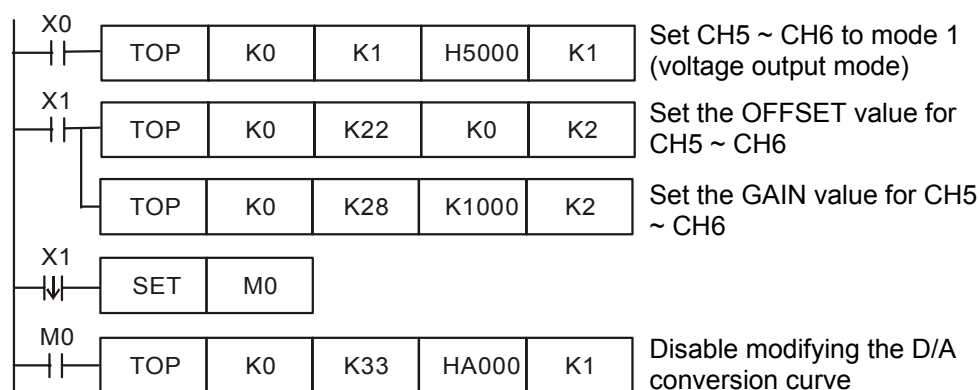 X0
TOP K0 K1 H5000 K1
Set CH5 ~ CH6 to mode 1
(voltage output mode)
X1
TOP K0 K22 K0 K2
Set the OFFSET value for
CH5 ~ CH6
TOP K0 K28 K1000 K2
Set the GAIN value for CH5
~ CH6
X1
SET M0
M0
TOP K0 K33 HA000 K1
Disable modifying the D/A
conversion curve